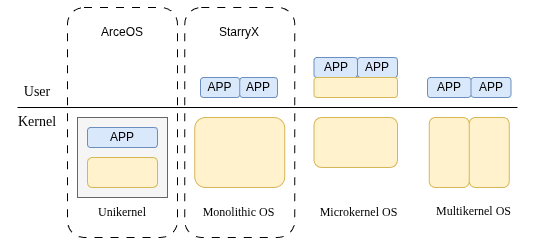 ArceOS
StarryX
APP APP
APP APP
APP APP
User
Kernel
APP
Unikernel
Monolithic OS
Microkernel OS
Multikernel OS